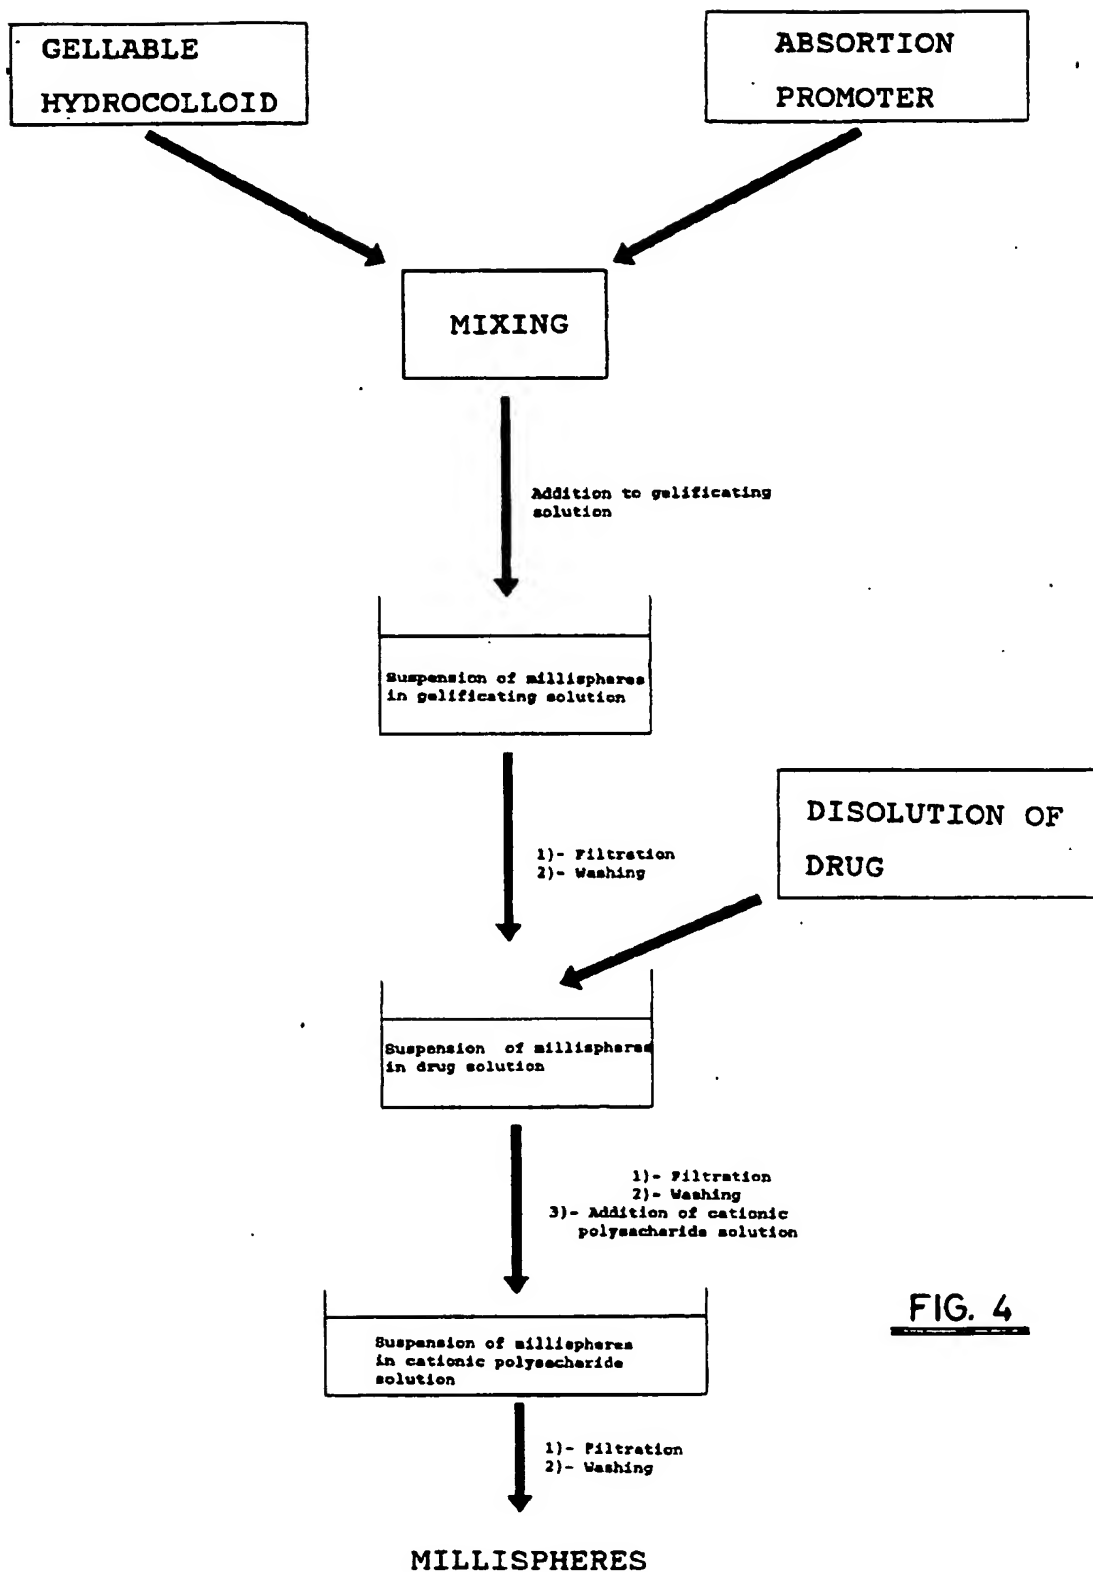 GELLABLE
HYDROCOLLOID
ABSORTION
PROMOTER
MIXING
Addition to gelificating
solution
Suspension of millispheres
in gelificating solution
1)- Filtration
2)- Washing
DISOLUTION OF
DRUG
Suspension of millispheres
in drug solution
1)- Filtration
2)- Washing
3)- Addition of cationic
polysacharide solution
Suspension of millispheres
in cationic polysacharide
solution
FIG. 4
1)- Filtration
2)- Washing
MILLISPHERES